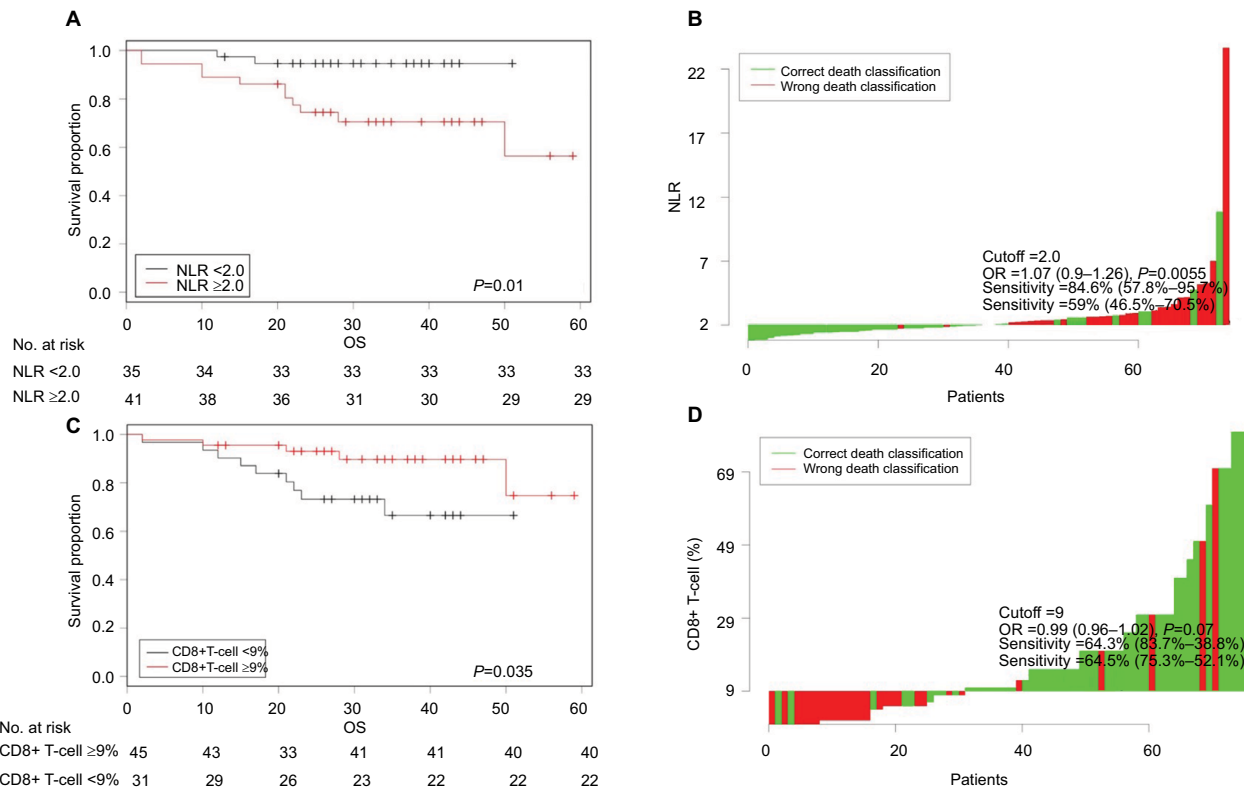 A
1.0
0.8
0.6
0.4
0.2
0.0
Survival proportion
NLR <2.0
NLR ≥2.0
P=0.01
0 10 20 30 40 50 60
OS
No. at risk
NLR <2.0 35 34 33 33 33 33 33
NLR ≥2.0 41 38 36 31 30 29 29
B
Correct death classification
Wrong death classification
22
17
12
7
2
NLR
Cutoff =2.0
OR =1.07 (0.9–1.26), P=0.0055
Sensitivity =84.6% (57.8%–95.7%)
Sensitivity =59% (46.5%–70.5%)
0 20 40 60
Patients
C
1.0
0.8
0.6
0.4
0.2
0.0
Survival proportion
CD8+T-cell <9%
CD8+T-cell ≥9%
P=0.035
0 10 20 30 40 50 60
OS
No. at risk
CD8+ T-cell ≥9% 45 43 33 41 41 40 40
CD8+ T-cell <9% 31 29 26 23 22 22 22
D
Correct death classification
Wrong death classification
69
49
29
9
CD8+ T-cell (%)
Cutoff =9
OR =0.99 (0.96–1.02), P=0.07
Sensitivity =64.3% (83.7%–38.8%)
Sensitivity =64.5% (75.3%–52.1%)
0 20 40 60
Patients